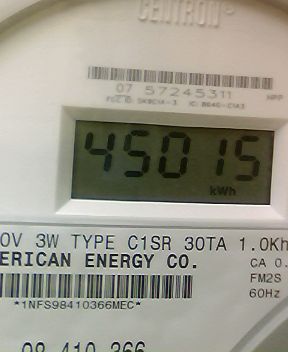 CENTRON®
07 57245311
45015
kWh
0V 3W TYPE C1SR 30TA 1.0Kh
ERICAN ENERGY CO.
CA 0.
FM2S
60Hz
*1NFS98410366MEC*
98 410 366